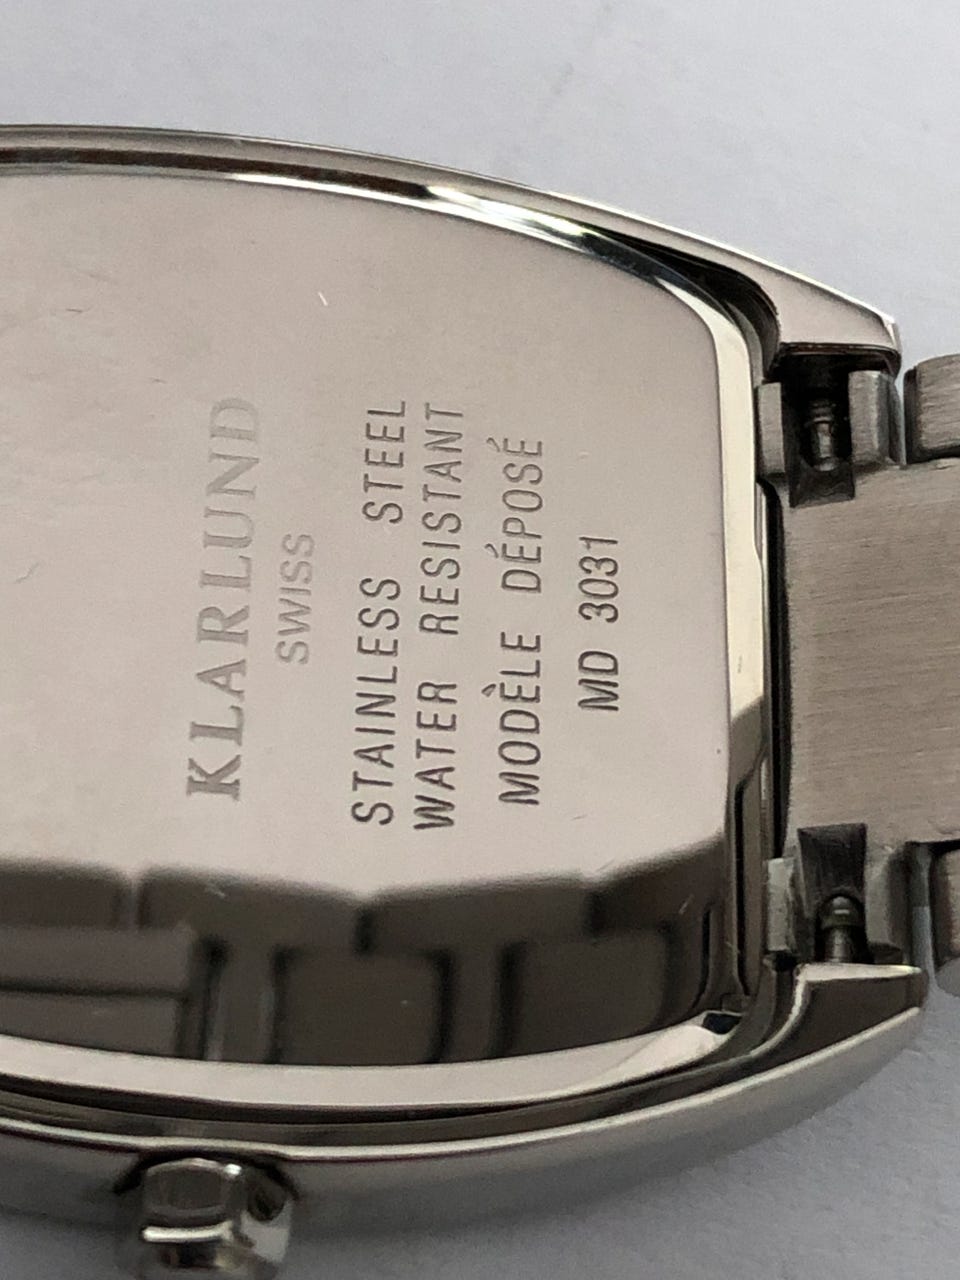 KLARLUND
SWISS
STAINLESS STEEL
WATER RESISTANT
MODÈLE DÉPOSÉ
MD 3031